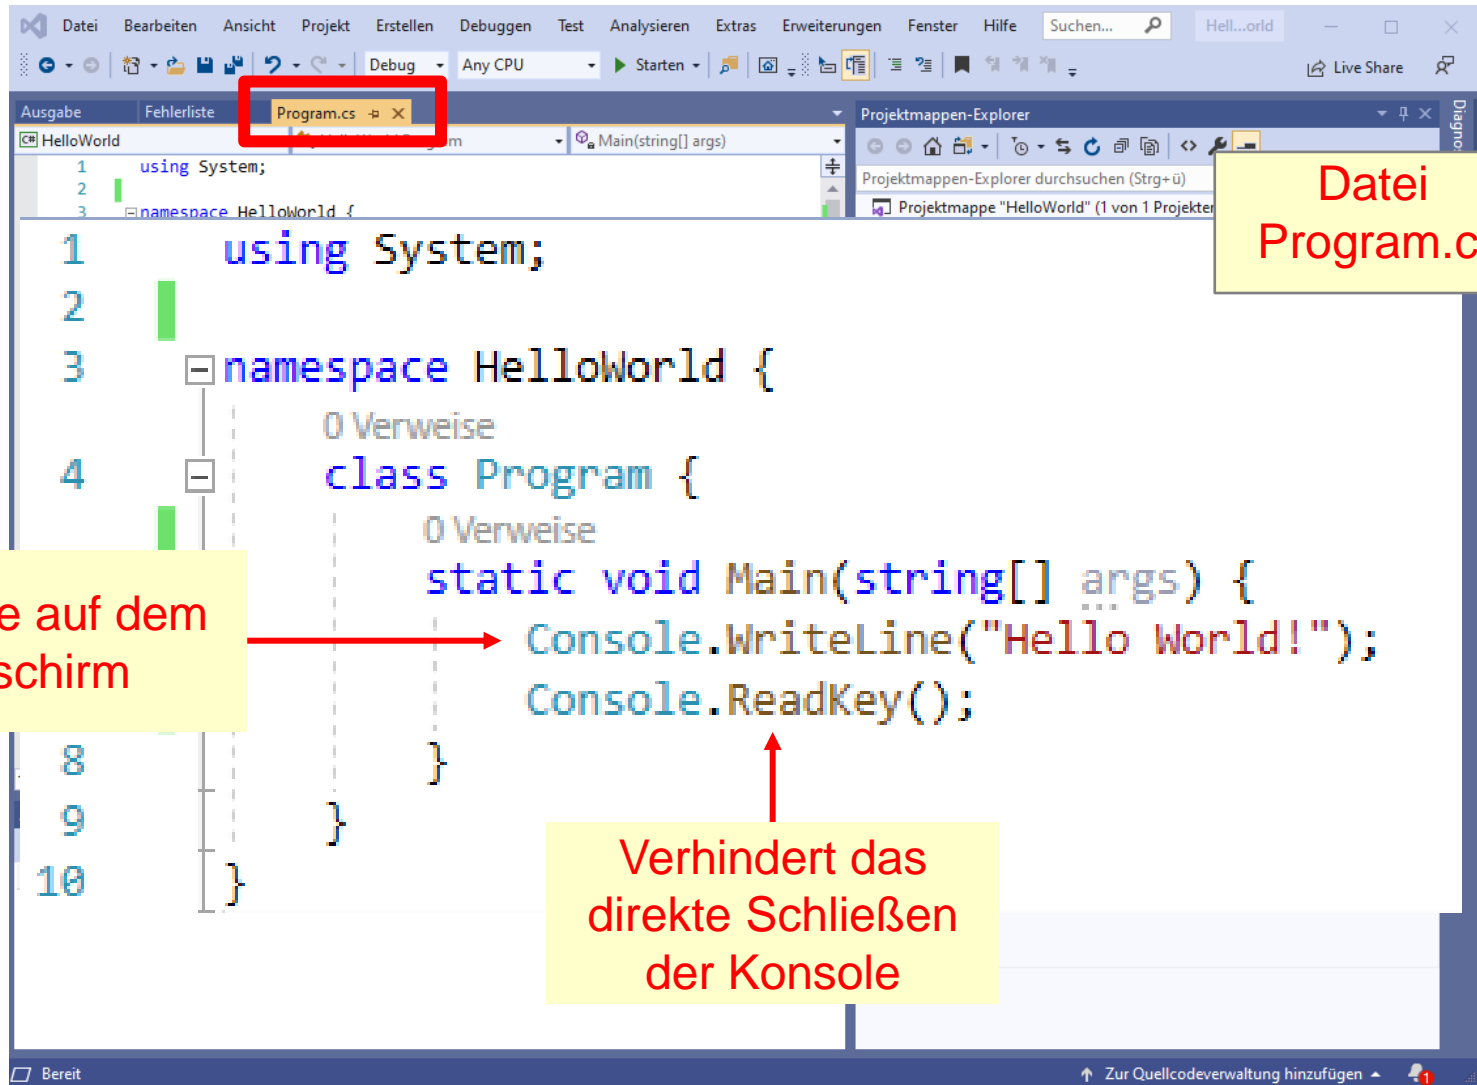 Datei Bearbeiten Ansicht Projekt Erstellen Debuggen Test Analysieren Extras Erweiterungen Fenster Hilfe Suchen... Hell...orld
Debug Any CPU Starten Live Share
Ausgabe Fehlerliste Program.cs
Projektmappen-Explorer
HelloWorld Main(string[] args)
1 using System;
2
3 namespace HelloWorld {
Projektmappen-Explorer durchsuchen (Strg+ü)
Projektmappe "HelloWorld" (1 von 1 Projekten
Datei
Program.c
1 using System;
2
3 namespace HelloWorld {
0 Verweise
4 class Program {
0 Verweise
static void Main(string[] args) {
Console.WriteLine("Hello World!");
Console.ReadKey();
8 }
9 }
10 }
e auf dem
schirm
Verhindert das
direkte Schließen
der Konsole
Bereit
Zur Quellcodeverwaltung hinzufügen 1